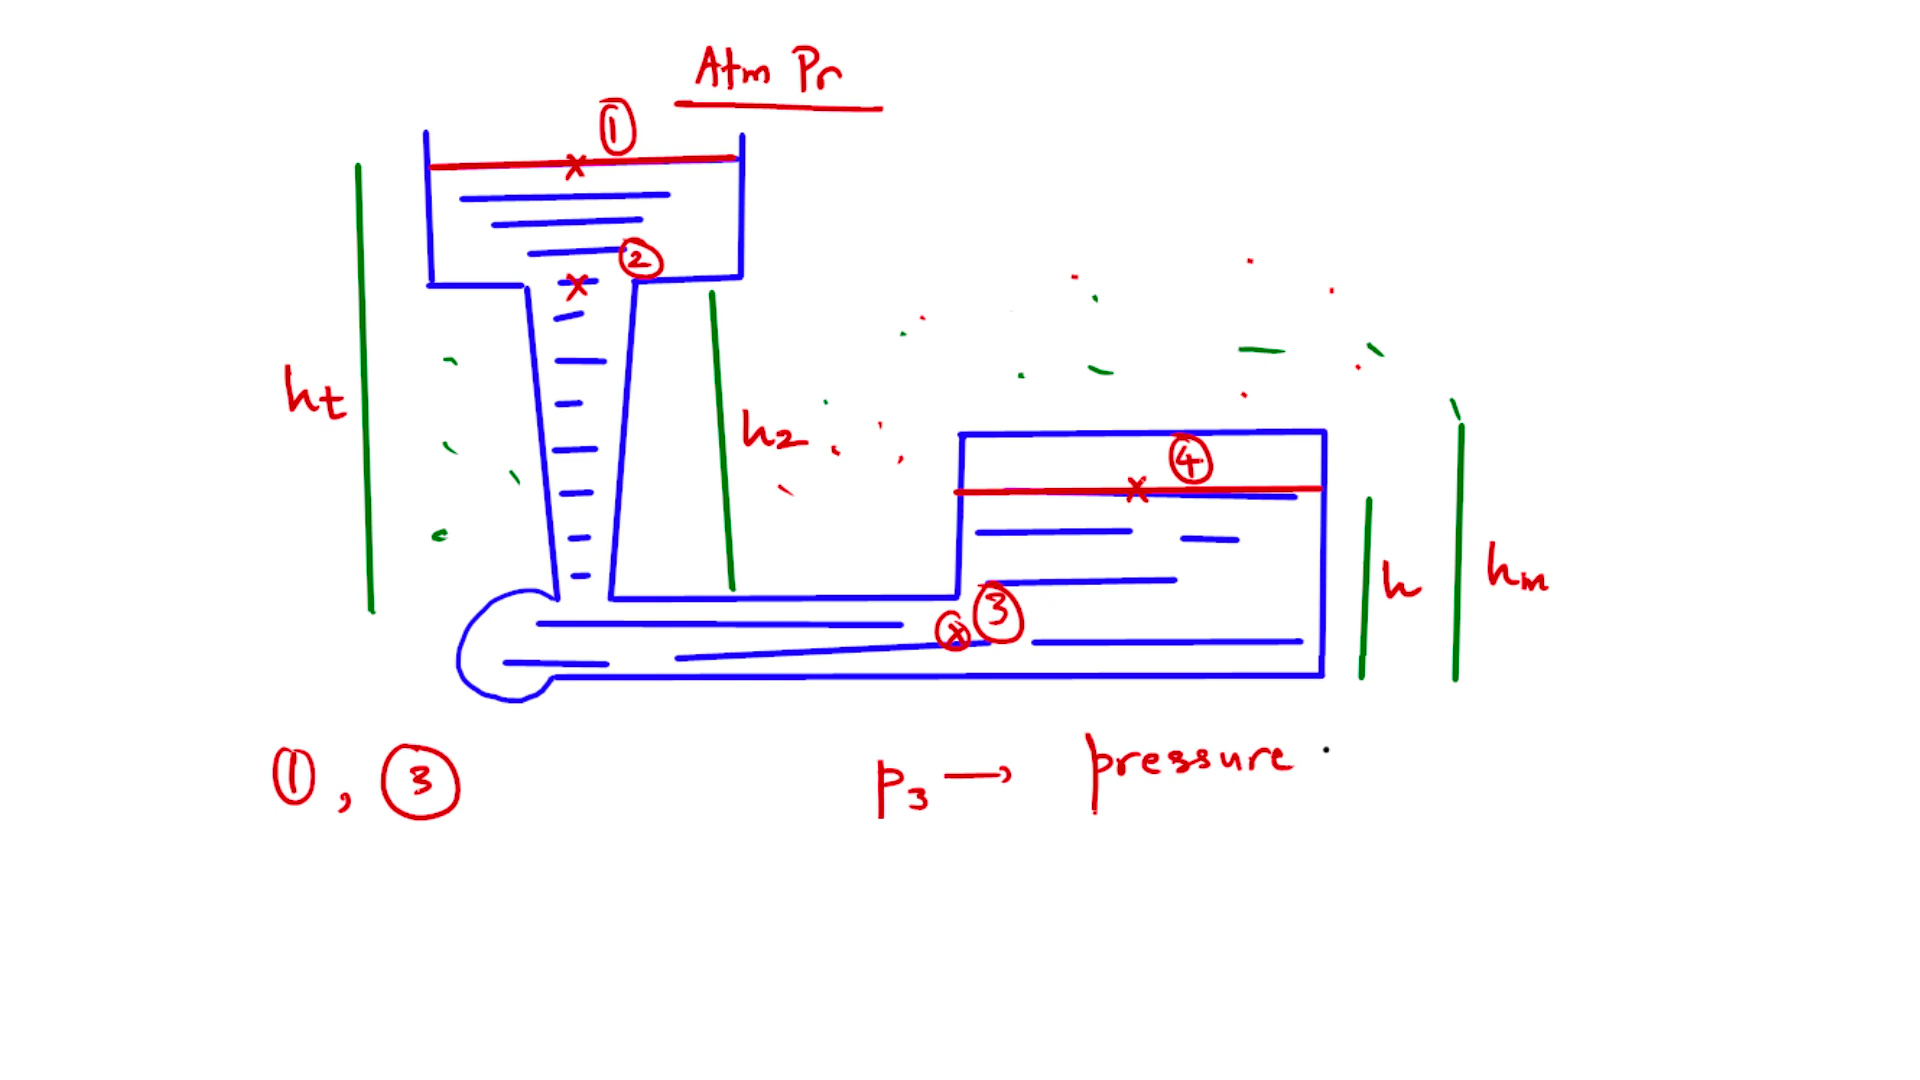 Atm Pr
①
②
ht
h2
④
③
h
hm
①, ③
P3 → pressure